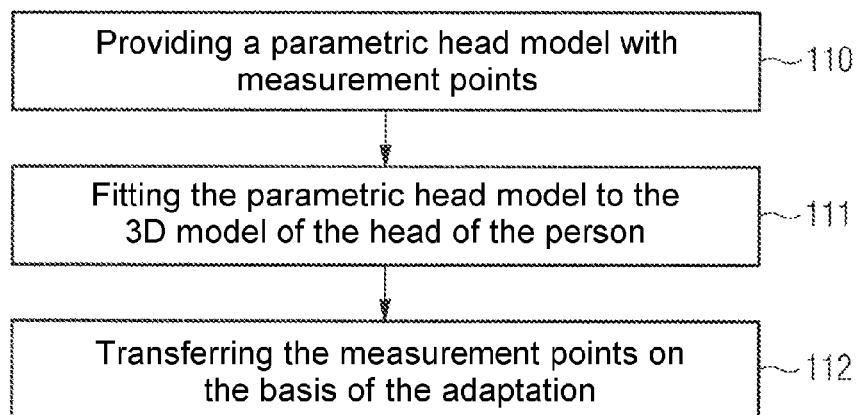 Providing a parametric head model with
measurement points
110
Fitting the parametric head model to the
3D model of the head of the person
111
Transferring the measurement points on
the basis of the adaptation
112